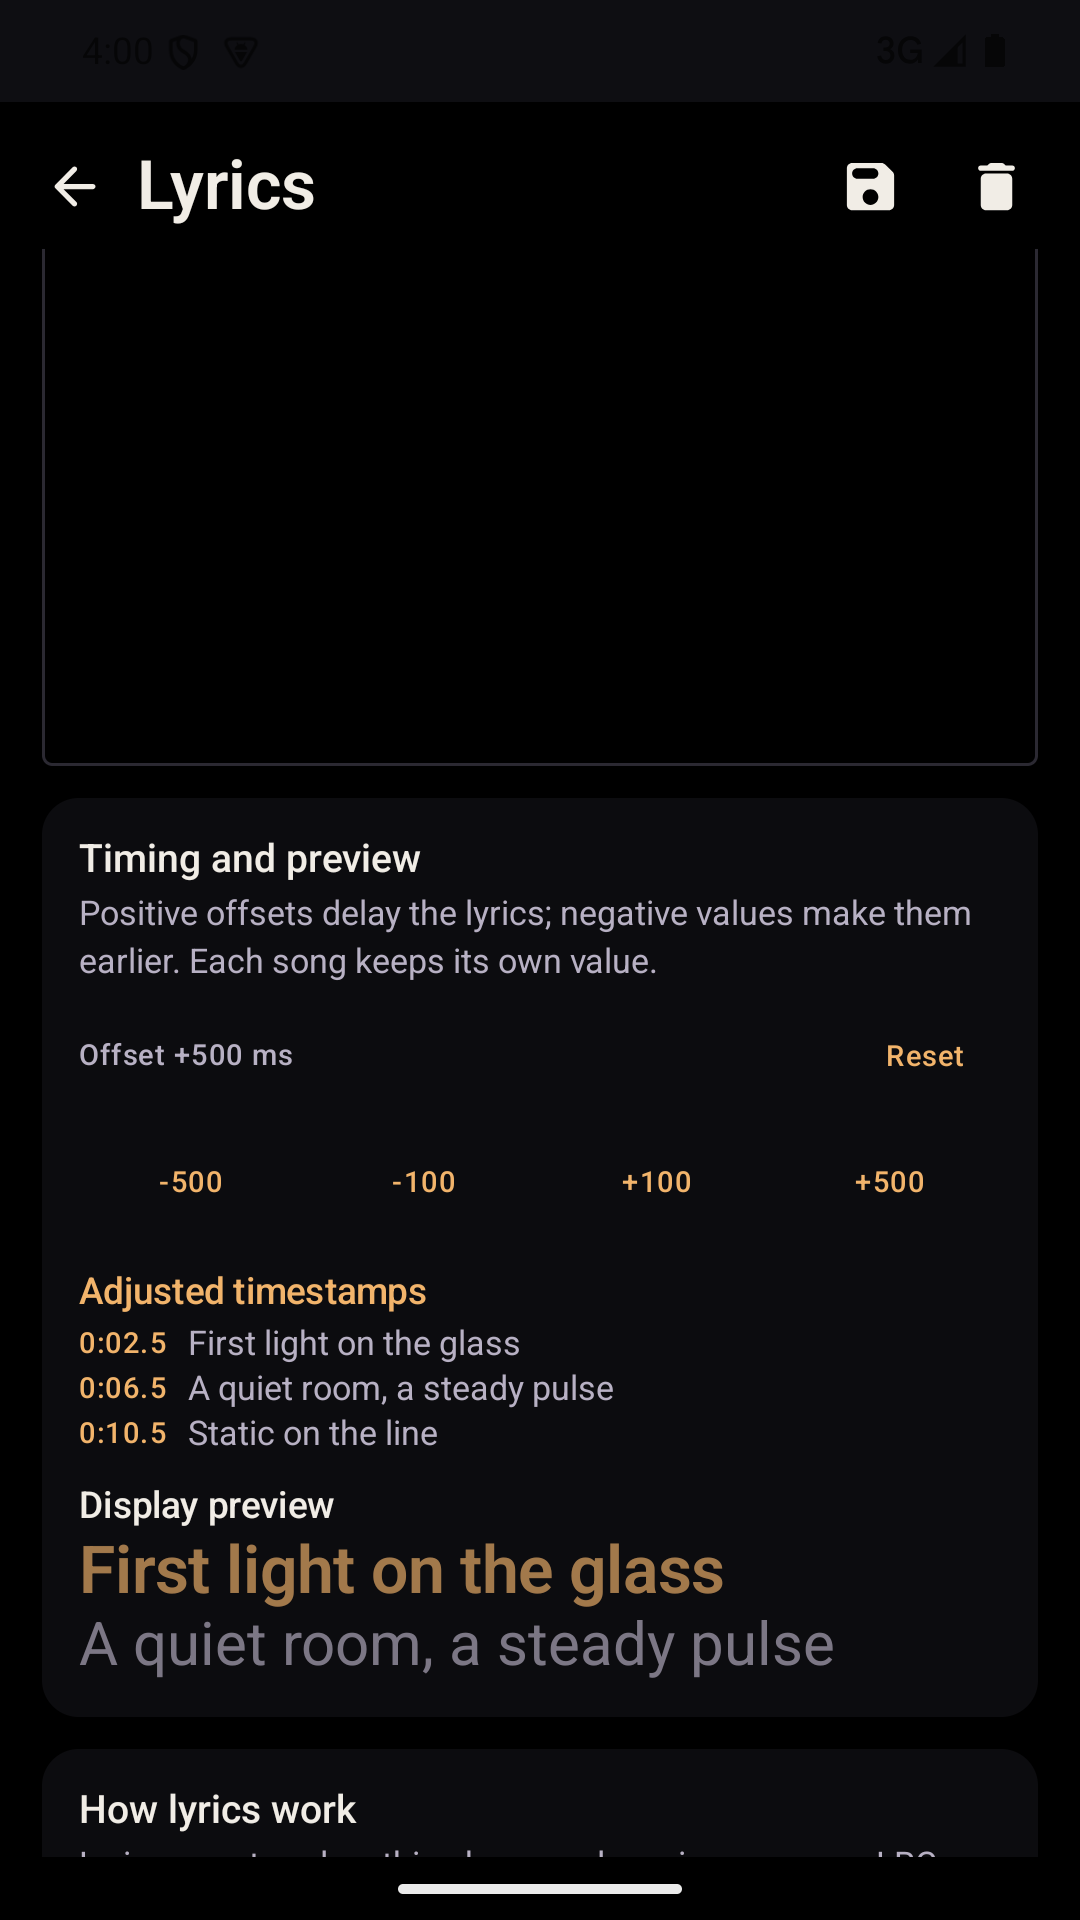 4:00
3G
Lyrics
Timing and preview
Positive offsets delay the lyrics; negative values make them
earlier. Each song keeps its own value.
Offset +500 ms
Reset
-500 -100 +100 +500
Adjusted timestamps
0:02.5 First light on the glass
0:06.5 A quiet room, a steady pulse
0:10.5 Static on the line
Display preview
First light on the glass
A quiet room, a steady pulse
How lyrics work